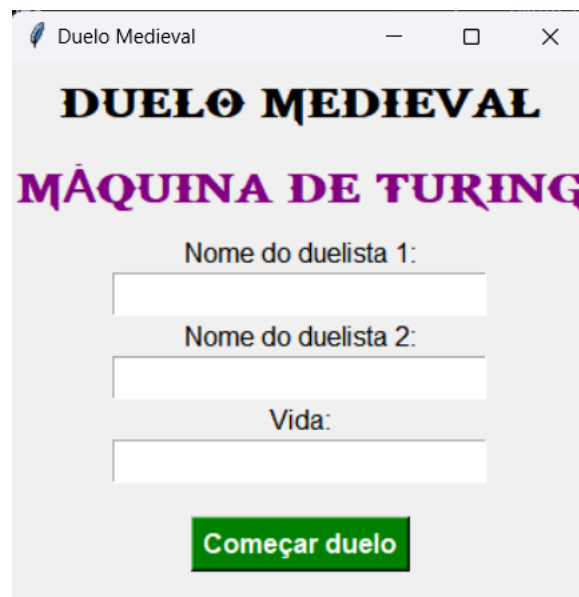 Duelo Medieval
DUELO MEDIEVAL
MÁQUINA DE TURING
Nome do duelista 1:
Nome do duelista 2:
Vida:
Começar duelo